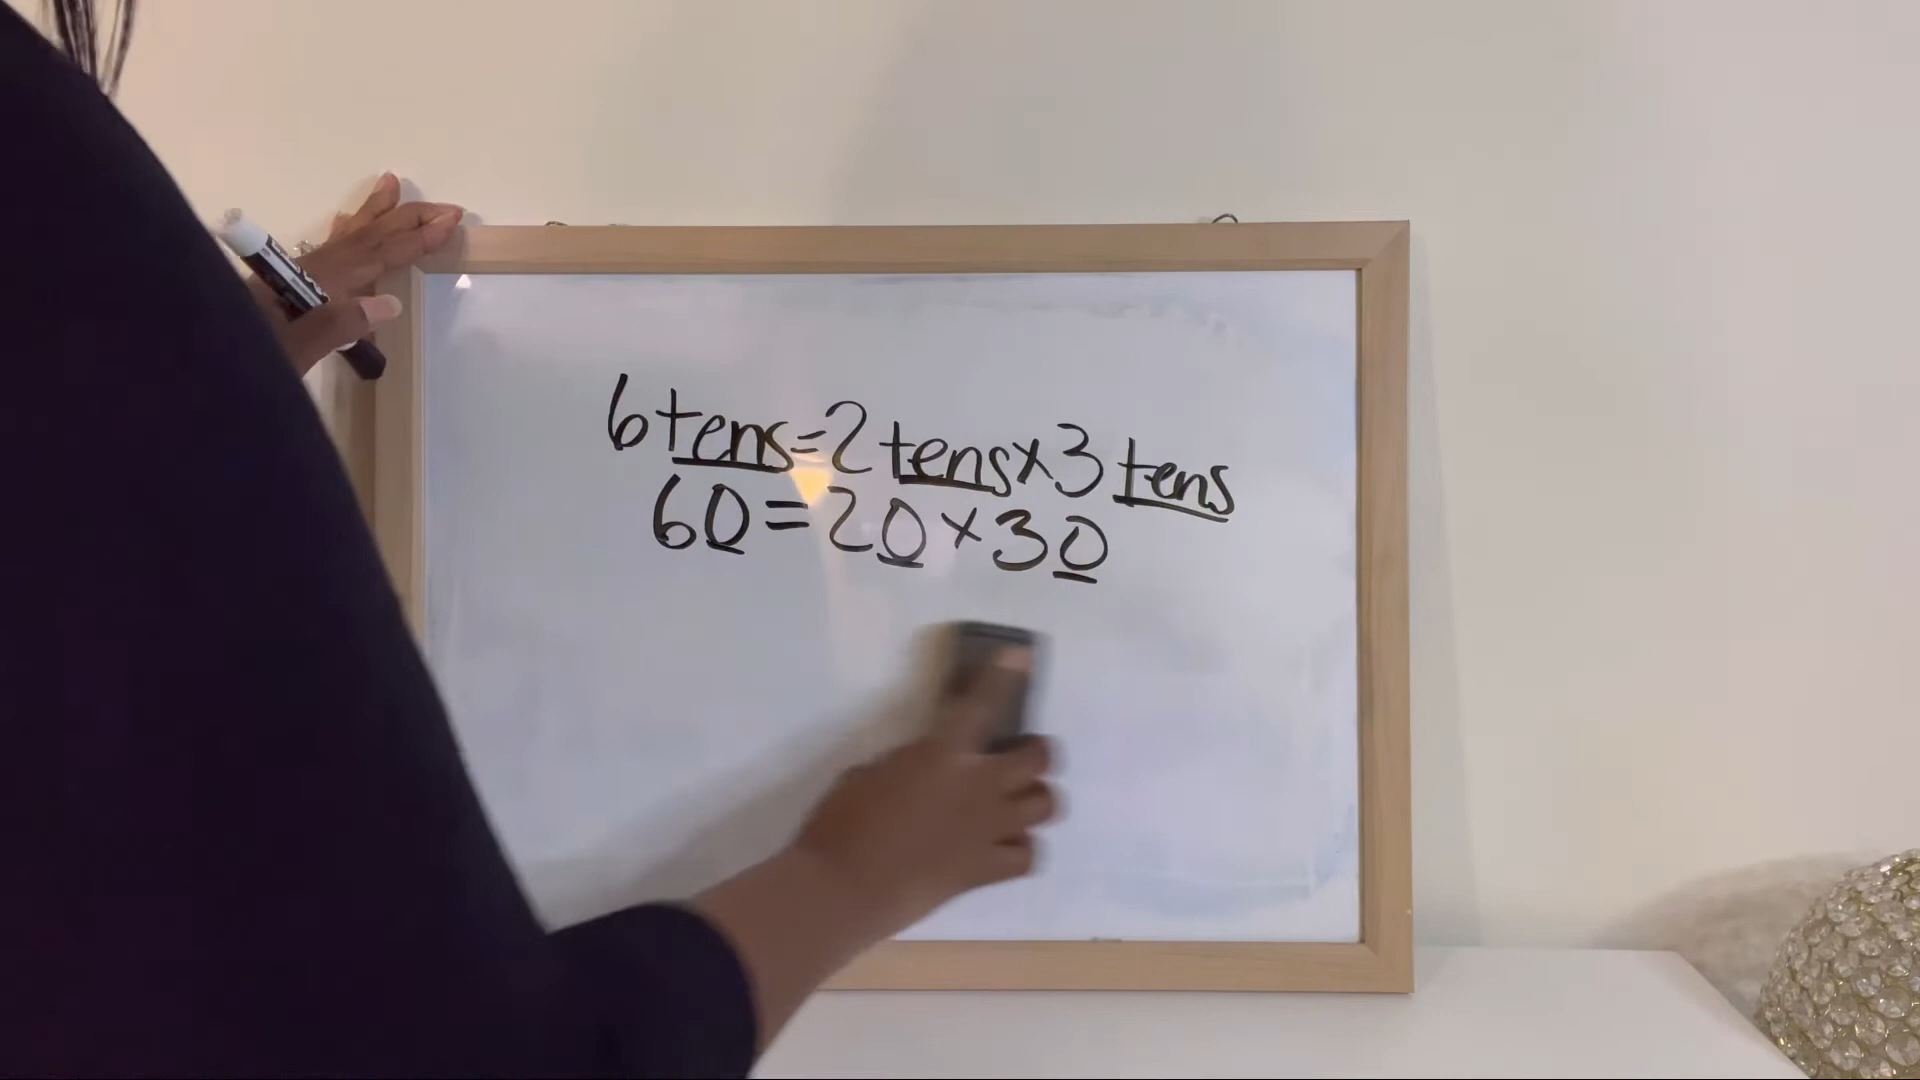 6 tens = 2 tens x 3 tens
60 = 20 x 30